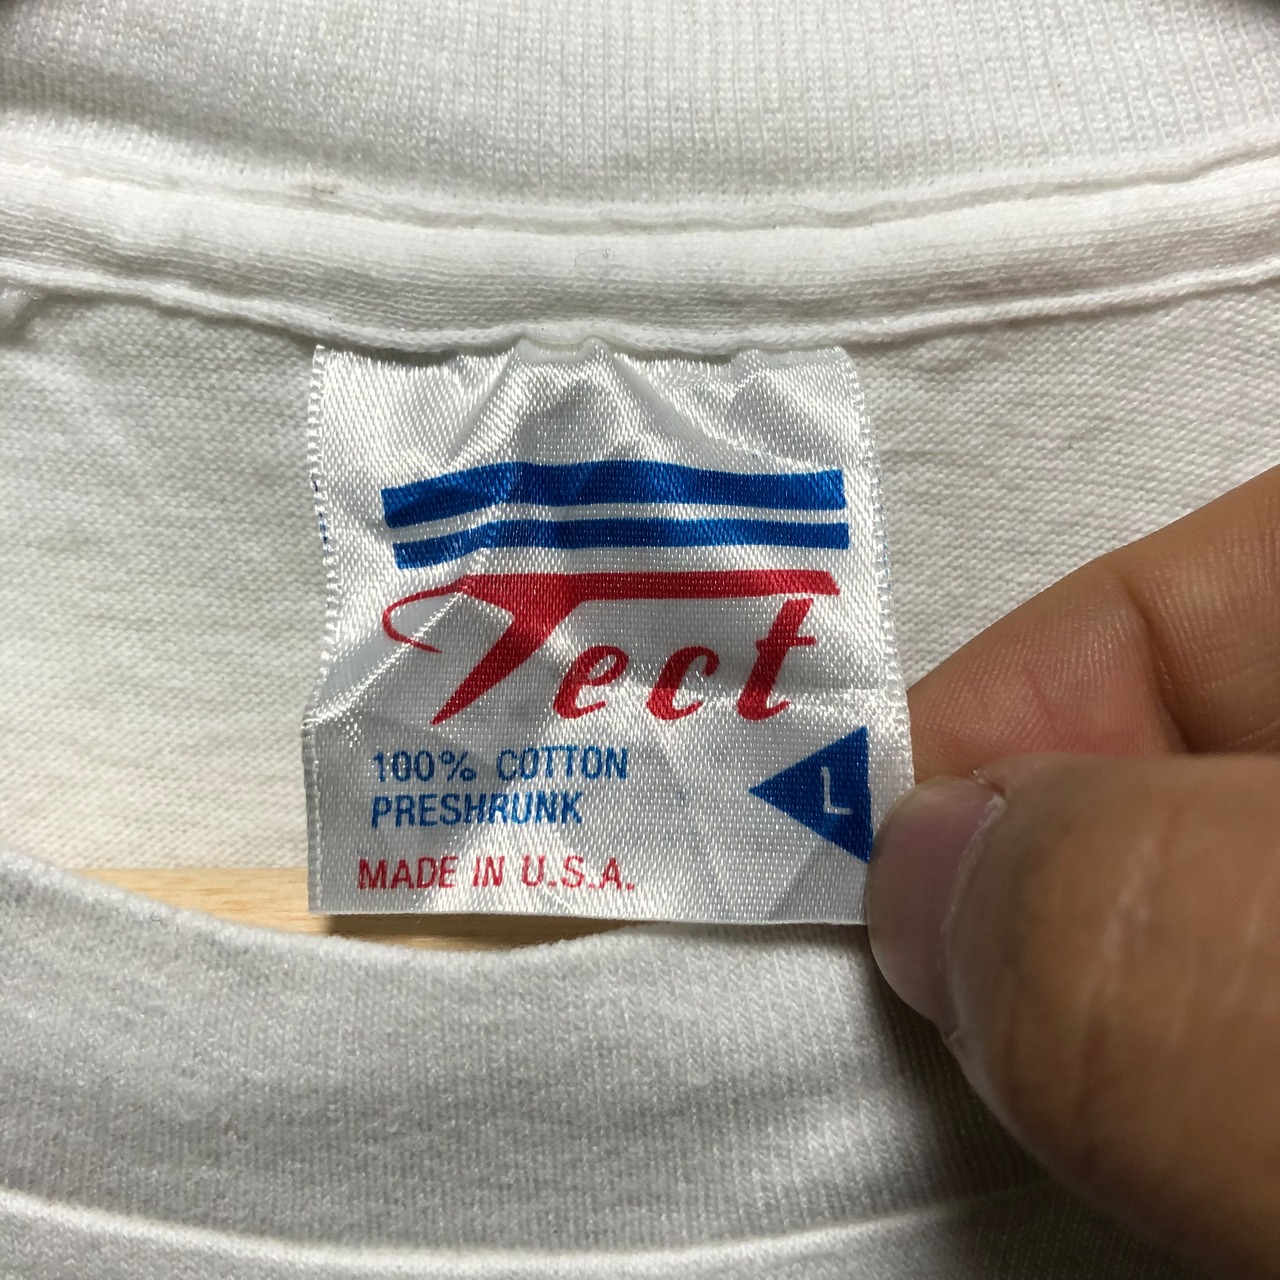 Tect
100% COTTON
PRESHRUNK
L
MADE IN U.S.A.